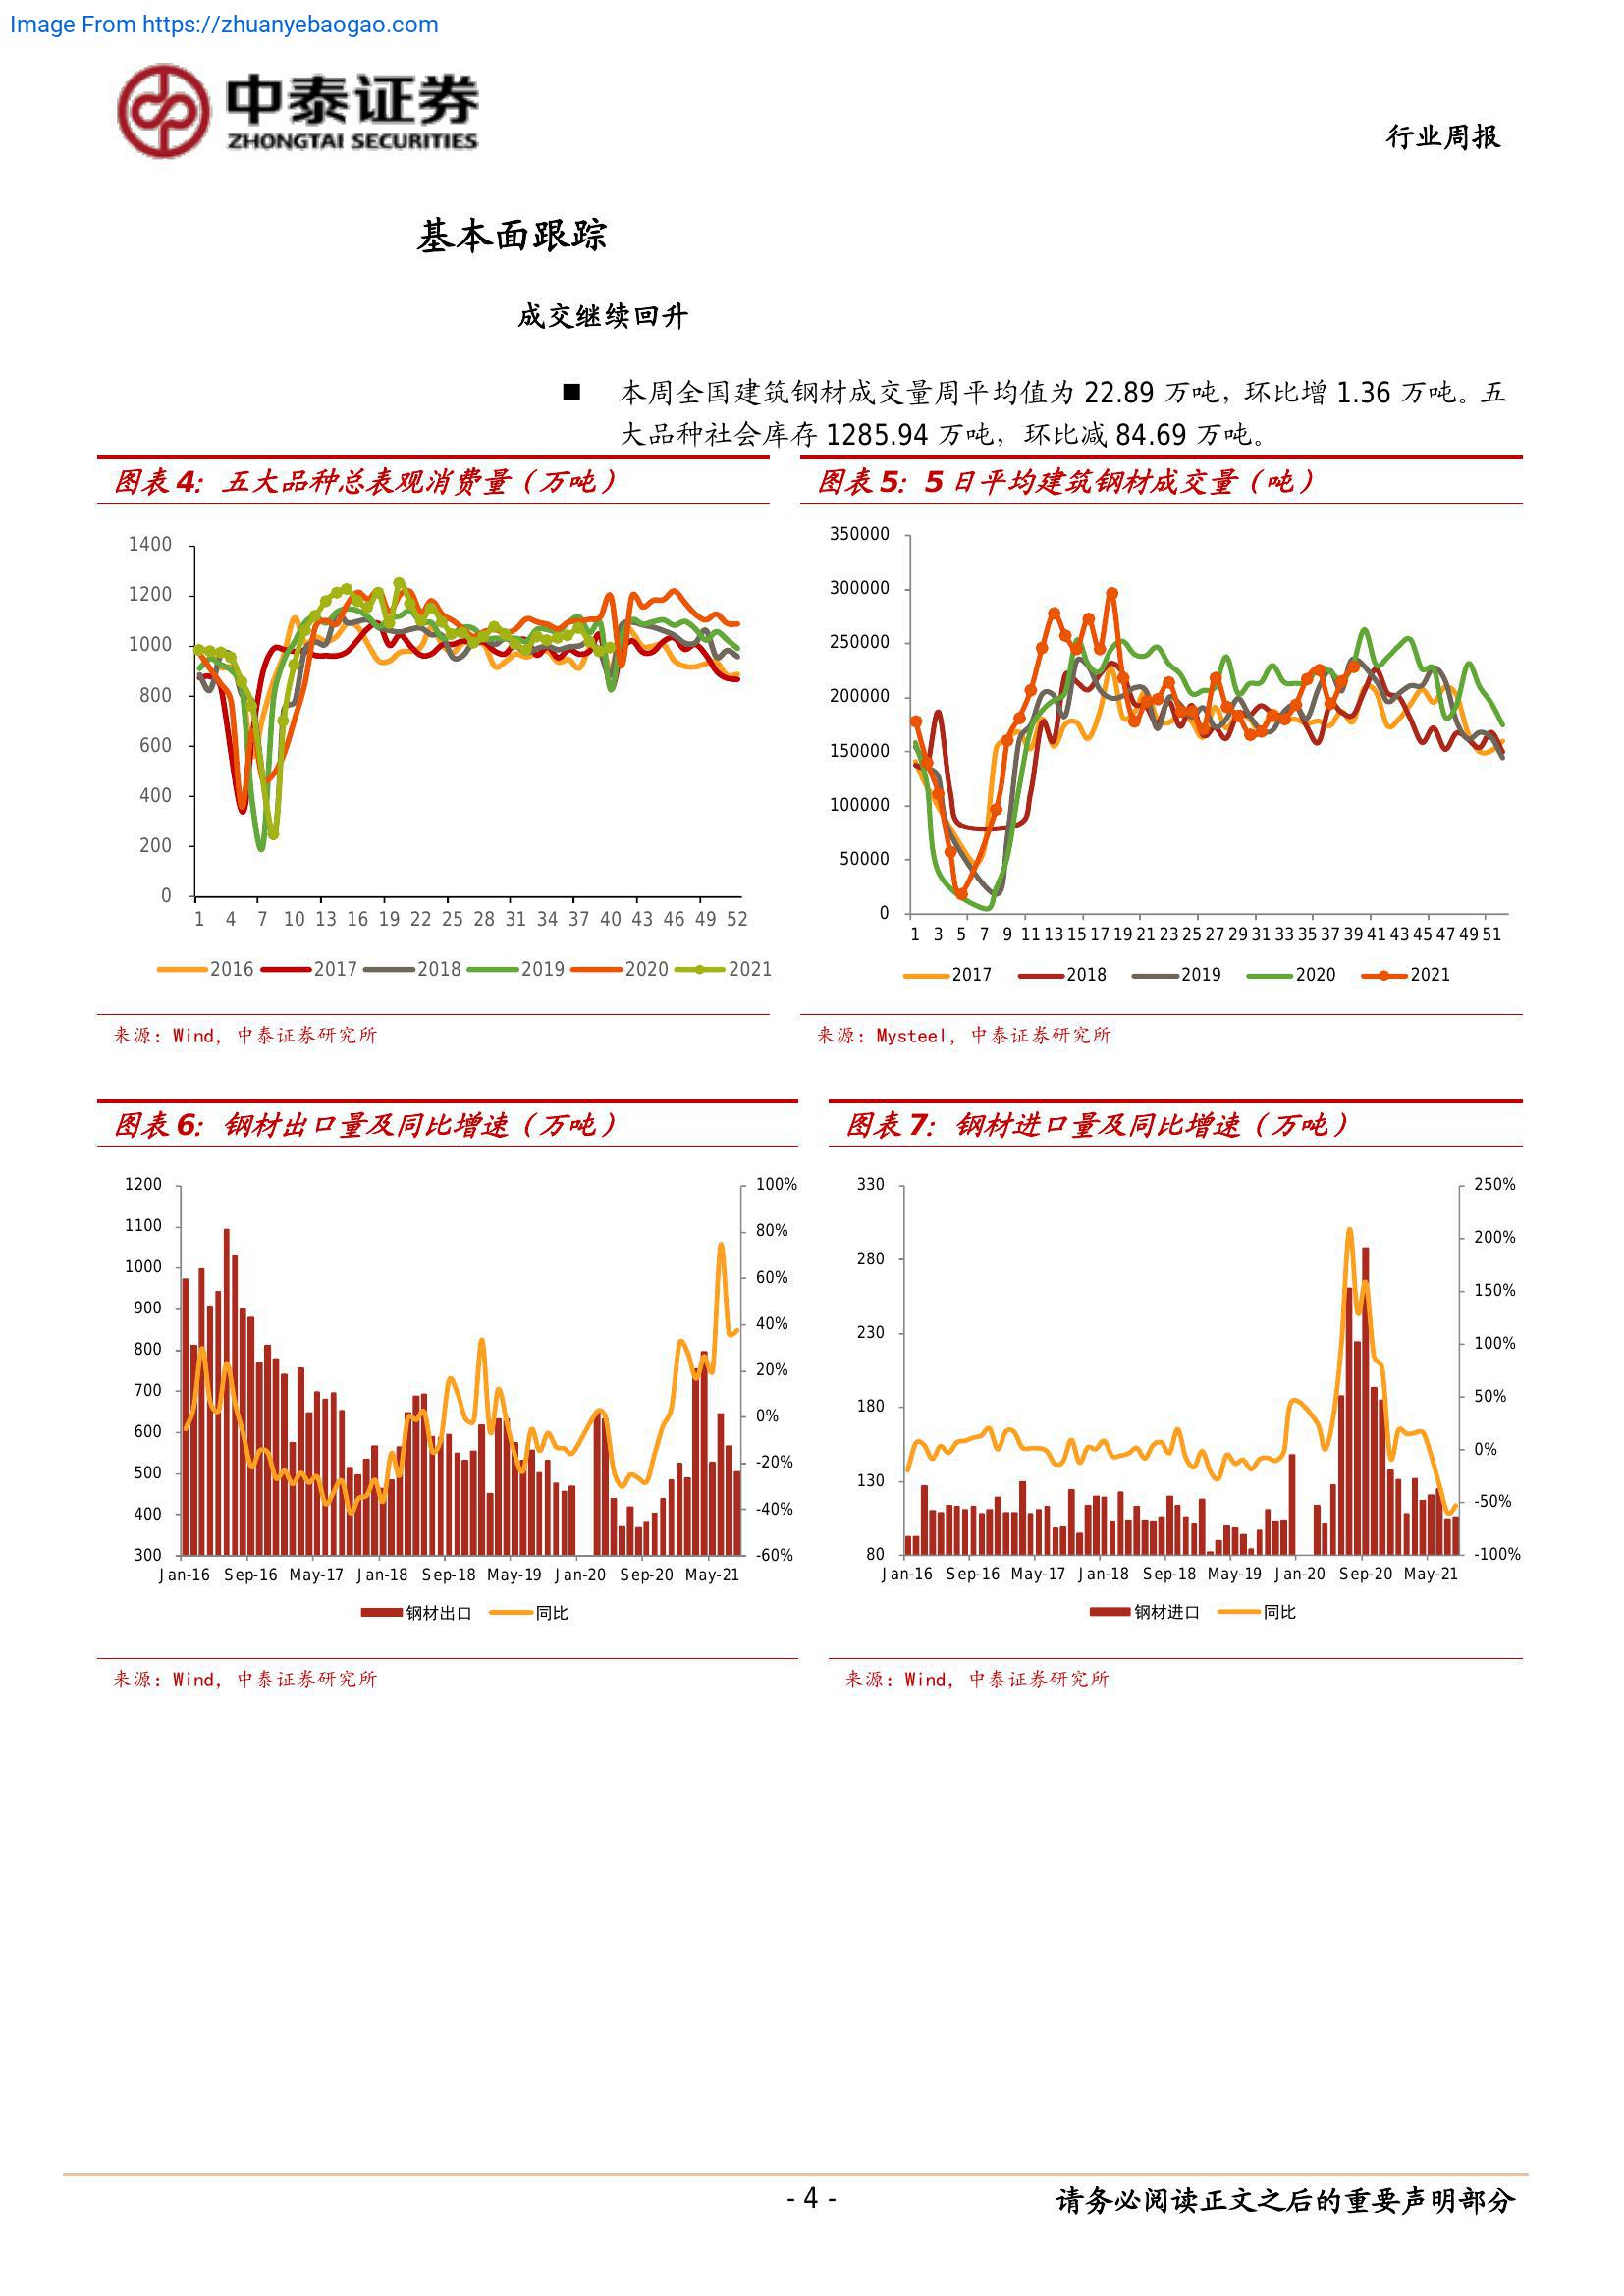 Image From https://zhuanyebaogao.com
中泰证券
ZHONGTAI SECURITIES
行业周报
基本面跟踪
成交继续回升
■ 本周全国建筑钢材成交量周平均值为 22.89 万吨，环比增 1.36 万吨。五
大品种社会库存 1285.94 万吨，环比减 84.69 万吨。
图表 4：五大品种总表观消费量（万吨）
1400
1200
1000
800
600
400
200
0
1 4 7 10 13 16 19 22 25 28 31 34 37 40 43 46 49 52
2016 2017 2018 2019 2020 2021
来源：Wind，中泰证券研究所
图表 5：5 日平均建筑钢材成交量（吨）
350000
300000
250000
200000
150000
100000
50000
0
1 3 5 7 9 11 13 15 17 19 21 23 25 27 29 31 33 35 37 39 41 43 45 47 49 51
2017 2018 2019 2020 2021
来源：Mysteel，中泰证券研究所
图表 6：钢材出口量及同比增速（万吨）
1200
1100
1000
900
800
700
600
500
400
300
100%
80%
60%
40%
20%
0%
-20%
-40%
-60%
Jan-16 Sep-16 May-17 Jan-18 Sep-18 May-19 Jan-20 Sep-20 May-21
钢材出口 同比
来源：Wind，中泰证券研究所
图表 7：钢材进口量及同比增速（万吨）
330
280
230
180
130
80
250%
200%
150%
100%
50%
0%
-50%
-100%
Jan-16 Sep-16 May-17 Jan-18 Sep-18 May-19 Jan-20 Sep-20 May-21
钢材进口 同比
来源：Wind，中泰证券研究所
- 4 -
请务必阅读正文之后的重要声明部分